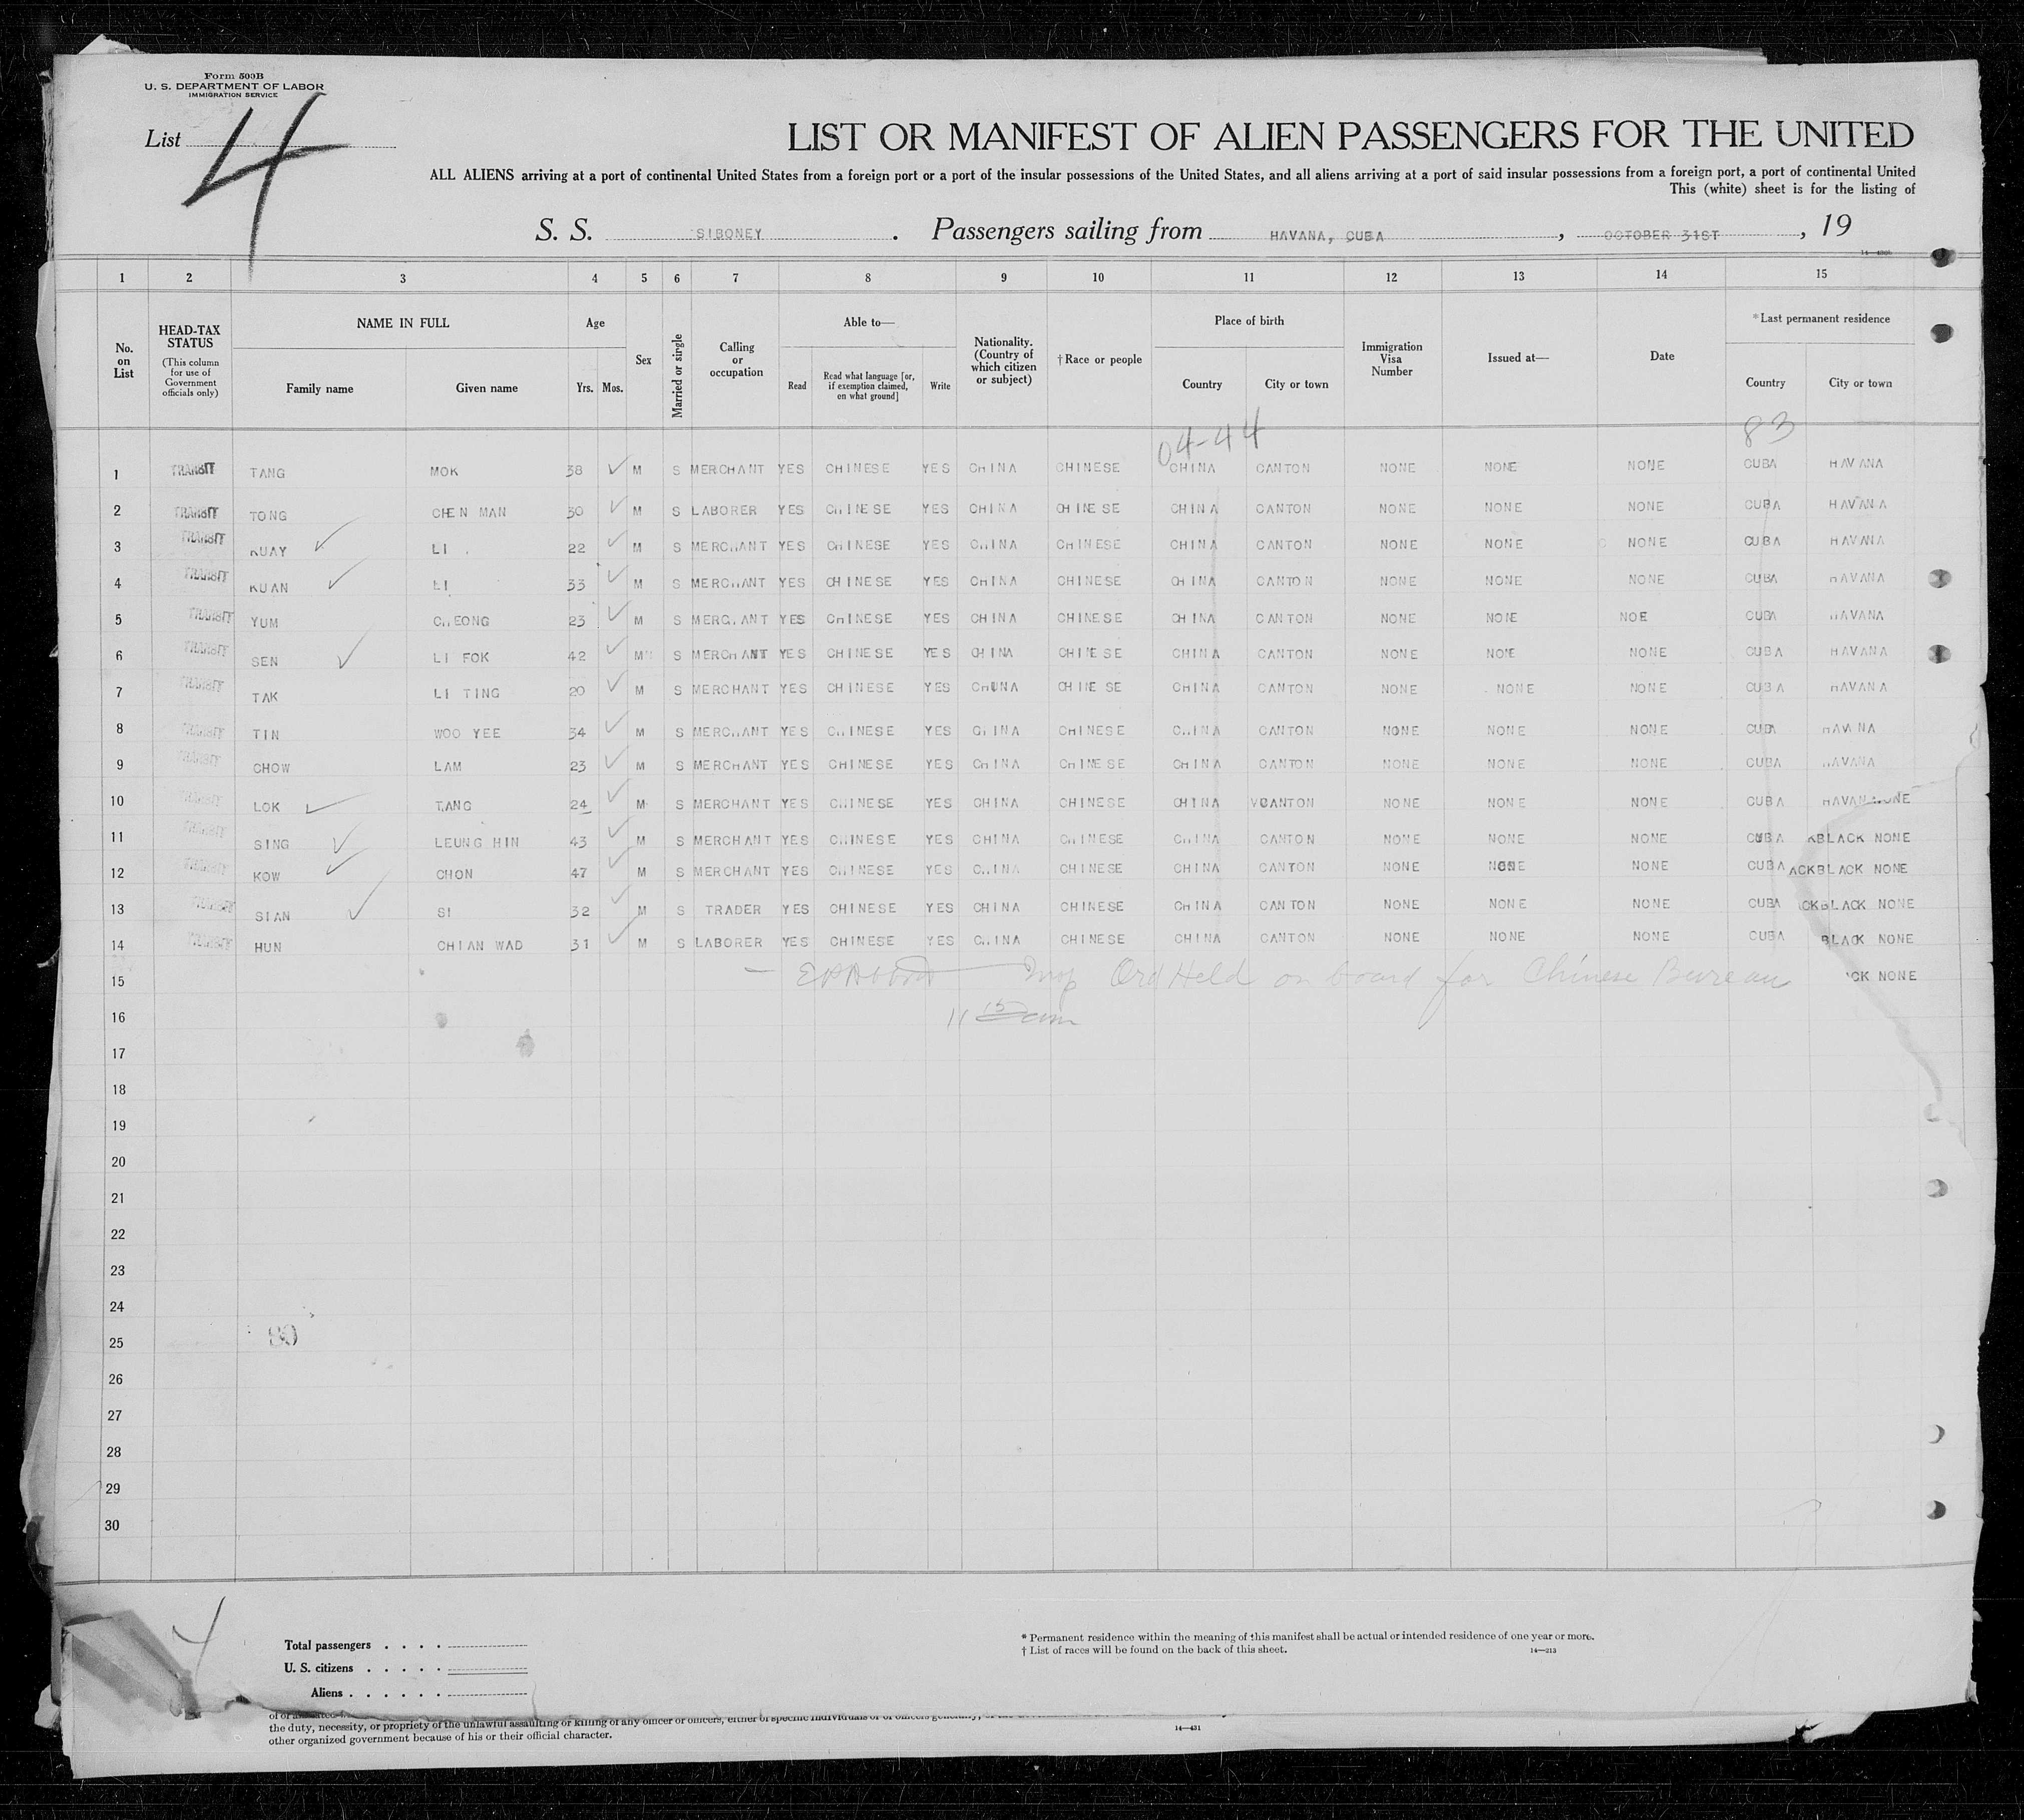 Form 500B
U. S. DEPARTMENT OF LABOR
IMMIGRATION SERVICE
List 4
LIST OR MANIFEST OF ALIEN PASSENGERS FOR THE UNITED
ALL ALIENS arriving at a port of continental United States from a foreign port or a port of the insular possessions of the United States, and all aliens arriving at a port of said insular possessions from a foreign port, a port of continental United
This (white) sheet is for the listing of
S. S. SIBONEY. Passengers sailing from HAVANA, CUBA, OCTOBER 31ST, 19
1 2 3 4 5 6 7 8 9 10 11 12 13 14 15
No. on List
HEAD-TAX STATUS (This column for use of Government officials only)
NAME IN FULL Family name Given name
Age Yrs. Mos.
Sex
Married or single
Calling or occupation
Able to— Read Read what language [or, if exemption claimed, on what ground] Write
Nationality. (Country of which citizen or subject)
†Race or people
Place of birth Country City or town
Immigration Visa Number
Issued at—
Date
*Last permanent residence Country City or town
04-44 83
1 TRANSIT TANG MOK 38 M S MERCHANT YES CHINESE YES CHINA CHINESE CHINA CANTON NONE NONE NONE CUBA HAVANA
2 TRANSIT TONG CHEN MAN 30 M S LABORER YES CHINESE YES CHINA CHINESE CHINA CANTON NONE NONE NONE CUBA HAVANA
3 TRANSIT KUAY LI 22 M S MERCHANT YES CHINESE YES CHINA CHINESE CHINA CANTON NONE NONE NONE CUBA HAVANA
4 TRANSIT KUAN LI 33 M S MERCHANT YES CHINESE YES CHINA CHINESE CHINA CANTON NONE NONE NONE CUBA HAVANA
5 TRANSIT YUM CHEONG 23 M S MERCHANT YES CHINESE YES CHINA CHINESE CHINA CANTON NONE NONE NOE CUBA HAVANA
6 TRANSIT SEN LI FOK 42 M S MERCHANT YES CHINESE YES CHINA CHINESE CHINA CANTON NONE NONE NONE CUBA HAVANA
7 TRANSIT TAK LI TING 20 M S MERCHANT YES CHINESE YES CHUNA CHINESE CHINA CANTON NONE NONE NONE CUBA HAVANA
8 TRANSIT TIN WOO YEE 34 M S MERCHANT YES CHINESE YES CHINA CHINESE CHINA CANTON NONE NONE NONE CUBA HAVANA
9 TRANSIT CHOW LAM 23 M S MERCHANT YES CHINESE YES CHINA CHINESE CHINA CANTON NONE NONE NONE CUBA HAVANA
10 TRANSIT LOK TANG 24 M S MERCHANT YES CHINESE YES CHINA CHINESE CHINA CANTON NONE NONE NONE CUBA HAVANA NONE
11 TRANSIT SING LEUNG HIN 43 M S MERCHANT YES CHINESE YES CHINA CHINESE CHINA CANTON NONE NONE NONE CUBA KBLACK NONE
12 TRANSIT KOW CHON 47 M S MERCHANT YES CHINESE YES CHINA CHINESE CHINA CANTON NONE NONE NONE CUBA ACKBLACK NONE
13 TRANSIT SIAN SI 32 M S TRADER YES CHINESE YES CHINA CHINESE CHINA CANTON NONE NONE NONE CUBA CKBLACK NONE
14 TRANSIT HUN CHIAN WAD 31 M S LABORER YES CHINESE YES CHINA CHINESE CHINA CANTON NONE NONE NONE CUBA BLACK NONE
15 Insp Ord Held on board for Chinese Bureau CK NONE
16 11 15 am
17
18
19
20
21
22
23
24
25
26
27
28
29
30
4
Total passengers
U. S. citizens
Aliens
* Permanent residence within the meaning of this manifest shall be actual or intended residence of one year or more.
† List of races will be found on the back of this sheet. 14—213
the duty, necessity, or propriety of the unlawful assaulting or killing of any officer or officers, either of specific individuals or of officers generally,
other organized government because of his or their official character. 14—431